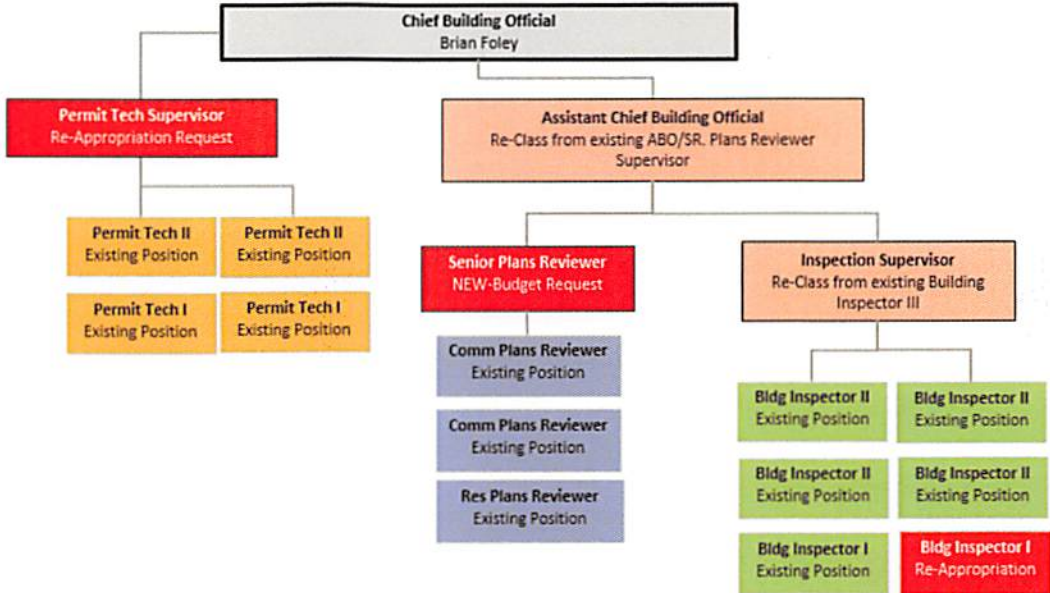 Chief Building Official
Brian Foley
Permit Tech Supervisor
Re-Appropriation Request
Assistant Chief Building Official
Re-Class from existing ABO/SR. Plans Reviewer
Supervisor
Permit Tech II
Existing Position
Permit Tech II
Existing Position
Permit Tech I
Existing Position
Permit Tech I
Existing Position
Senior Plans Reviewer
NEW-Budget Request
Comm Plans Reviewer
Existing Position
Comm Plans Reviewer
Existing Position
Res Plans Reviewer
Existing Position
Inspection Supervisor
Re-Class from existing Building
Inspector III
Bldg Inspector II
Existing Position
Bldg Inspector II
Existing Position
Bldg Inspector II
Existing Position
Bldg Inspector II
Existing Position
Bldg Inspector I
Existing Position
Bldg Inspector I
Re-Appropriation